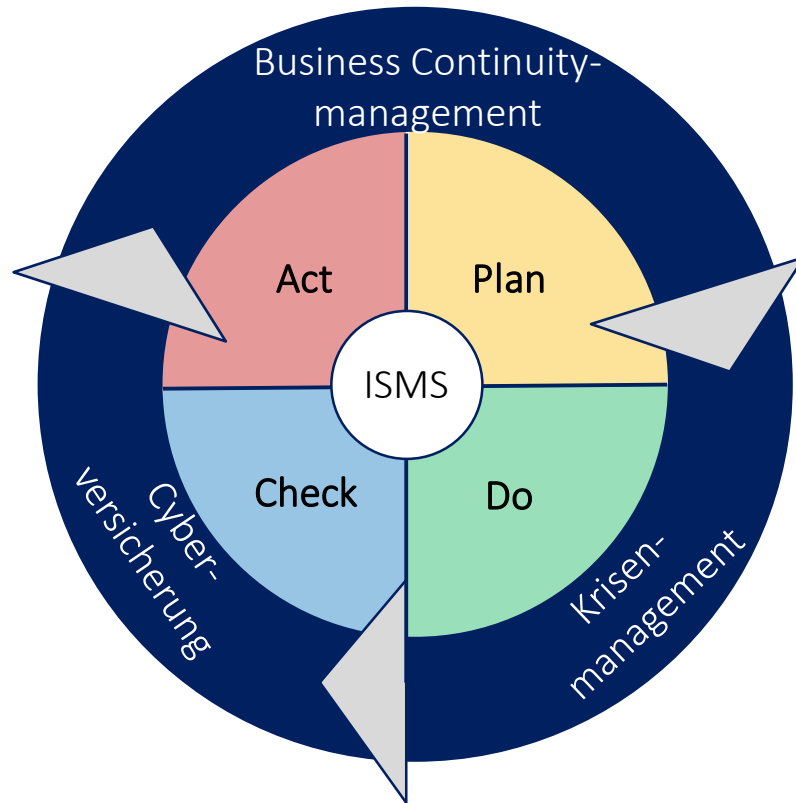 Business Continuity-
management
Act
Plan
ISMS
Check
Do
Cyber-
versicherung
Krisen-
management